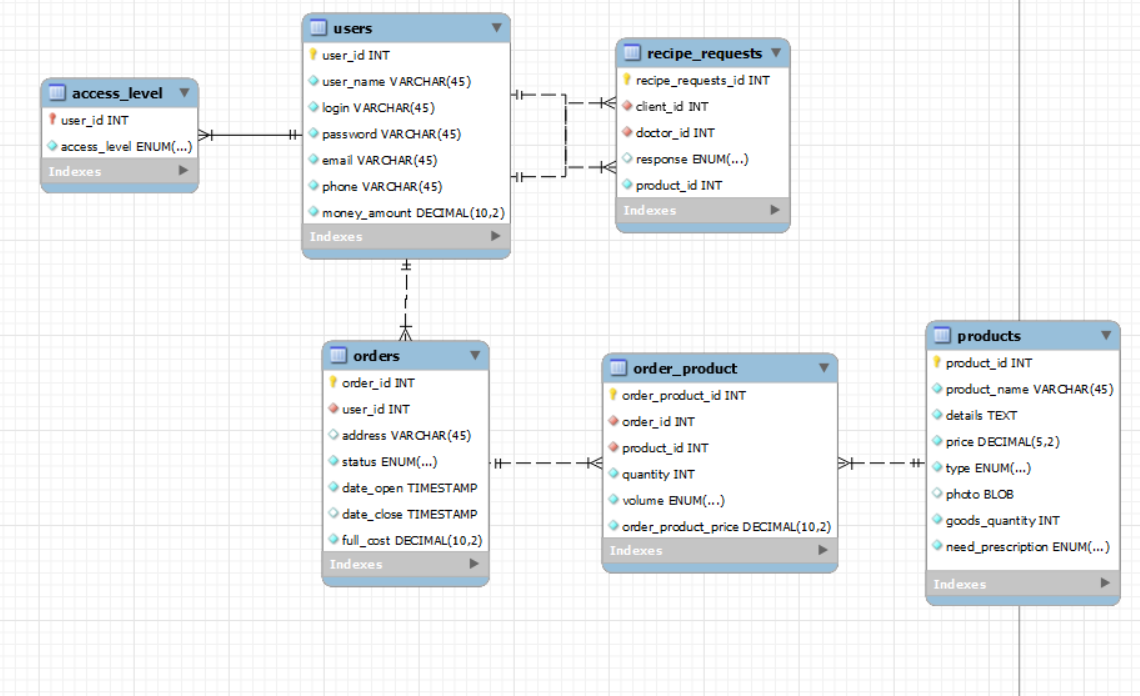 users
user_id INT
user_name VARCHAR(45)
login VARCHAR(45)
password VARCHAR(45)
email VARCHAR(45)
phone VARCHAR(45)
money_amount DECIMAL(10,2)
Indexes
recipe_requests
recipe_requests_id INT
client_id INT
doctor_id INT
response ENUM(...)
product_id INT
Indexes
access_level
user_id INT
access_level ENUM(...)
Indexes
orders
order_id INT
user_id INT
address VARCHAR(45)
status ENUM(...)
date_open TIMESTAMP
date_close TIMESTAMP
full_cost DECIMAL(10,2)
Indexes
order_product
order_product_id INT
order_id INT
product_id INT
quantity INT
volume ENUM(...)
order_product_price DECIMAL(10,2)
Indexes
products
product_id INT
product_name VARCHAR(45)
details TEXT
price DECIMAL(5,2)
type ENUM(...)
photo BLOB
goods_quantity INT
need_prescription ENUM(...)
Indexes